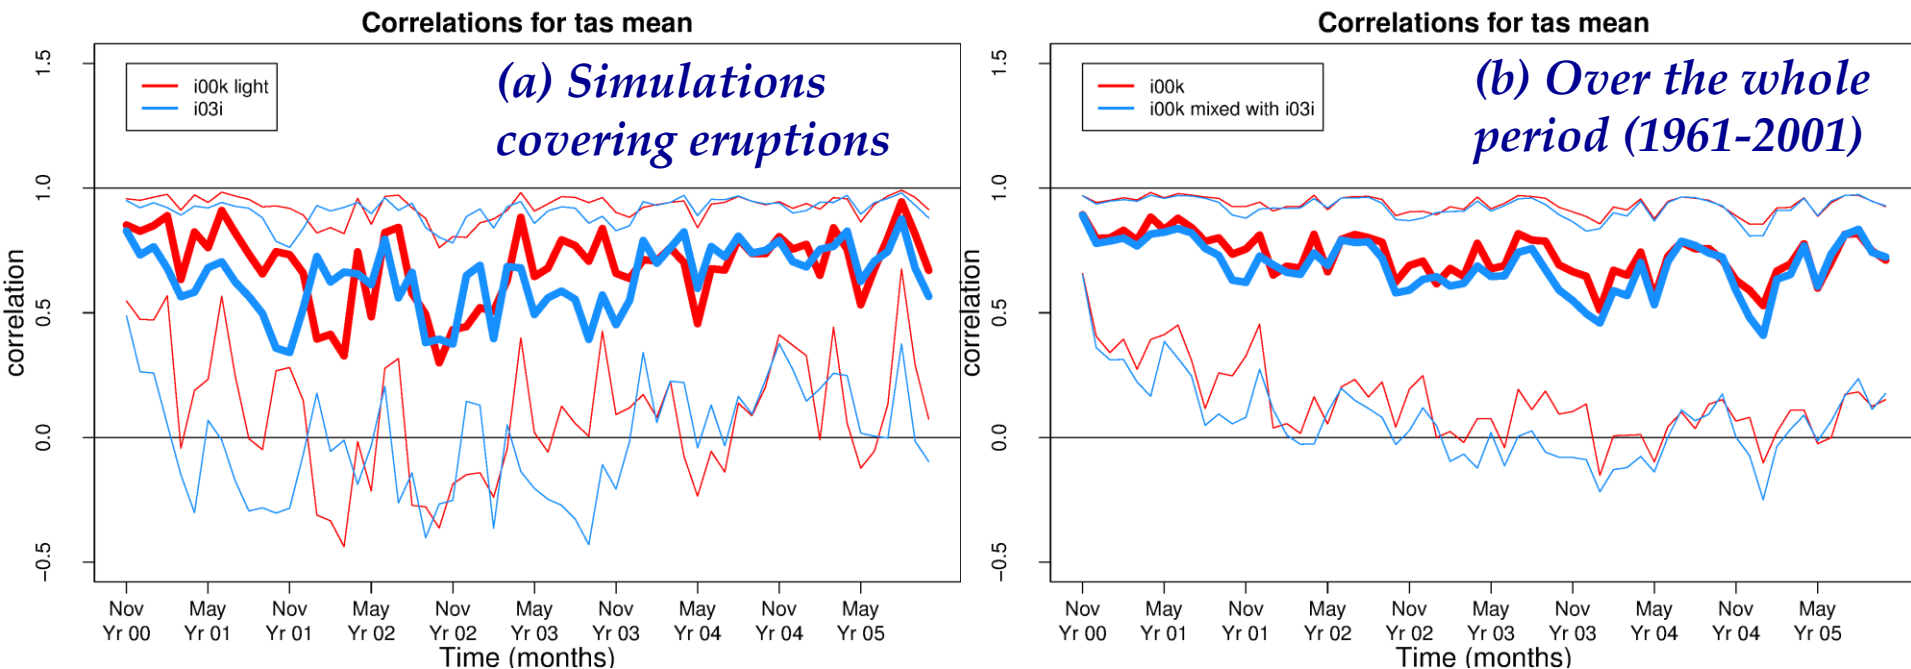 Correlations for tas mean
i00k light
i03i
(a) Simulations
covering eruptions
correlation
1.5
1.0
0.5
0.0
−0.5
Nov May Nov May Nov May Nov May Nov May
Yr 00 Yr 01 Yr 01 Yr 02 Yr 02 Yr 03 Yr 03 Yr 04 Yr 04 Yr 05
Time (months)
Correlations for tas mean
i00k
i00k mixed with i03i
(b) Over the whole
period (1961-2001)
correlation
1.5
1.0
0.5
0.0
−0.5
Nov May Nov May Nov May Nov May Nov May
Yr 00 Yr 01 Yr 01 Yr 02 Yr 02 Yr 03 Yr 03 Yr 04 Yr 04 Yr 05
Time (months)